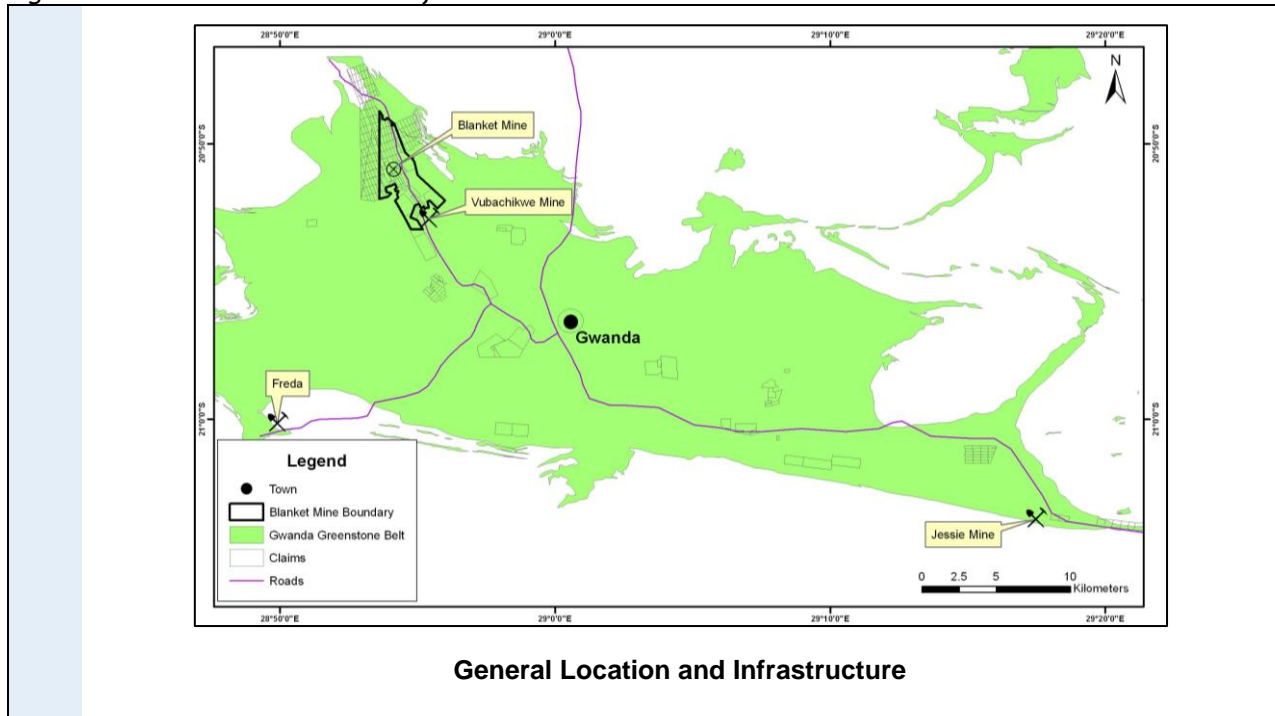 28°50'0"E 29°0'0"E 29°10'0"E 29°20'0"E
N
20°50'0"S
20°50'0"S
Blanket Mine
Vubachikwe Mine
Gwanda
Freda
21°0'0"S
21°0'0"S
Legend
Town
Blanket Mine Boundary
Gwanda Greenstone Belt
Claims
Roads
Jessie Mine
0 2.5 5 10
Kilometers
28°50'0"E 29°0'0"E 29°10'0"E 29°20'0"E
General Location and Infrastructure